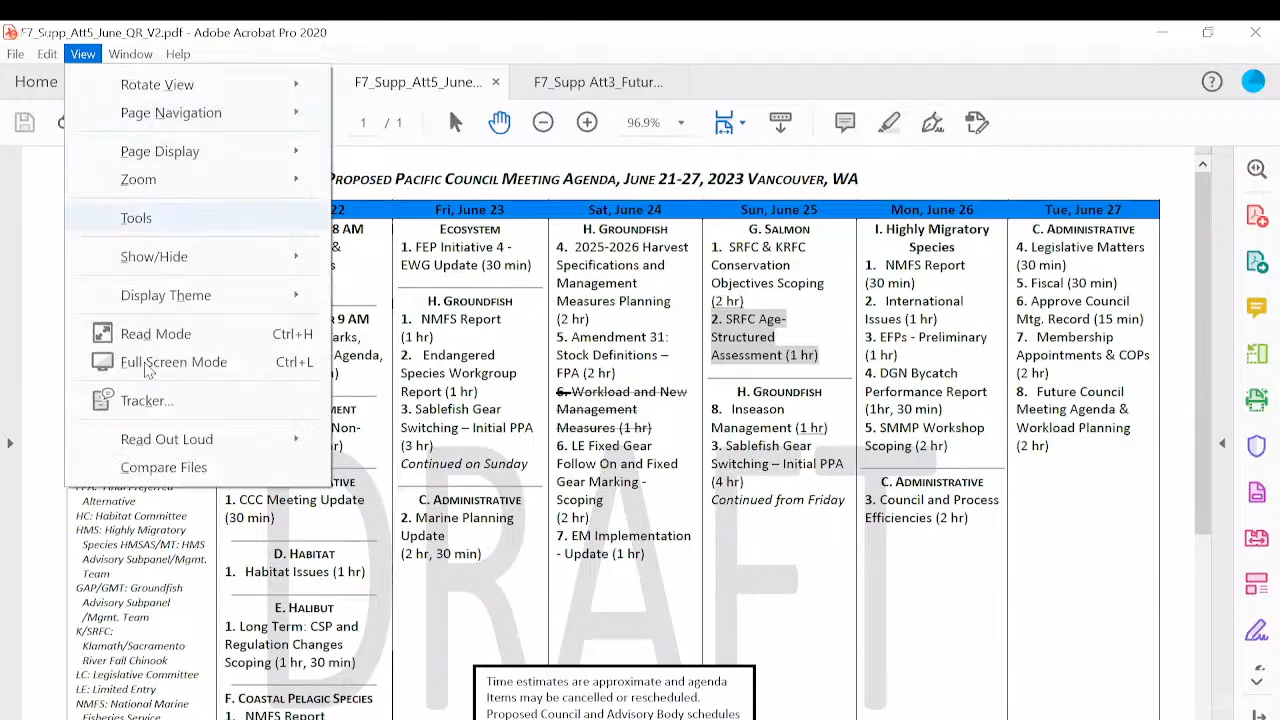 F7_Supp_Att5_June_QR_V2.pdf - Adobe Acrobat Pro 2020
File Edit View Window Help
Home
F7_Supp_Att5_June... ×
F7_Supp Att3_Futur...
1 / 1
96.9%
Rotate View
Page Navigation
Page Display
Zoom
Tools
Show/Hide
Display Theme
Read Mode Ctrl+H
Full Screen Mode Ctrl+L
Tracker...
Read Out Loud
Compare Files
PROPOSED PACIFIC COUNCIL MEETING AGENDA, JUNE 21-27, 2023 VANCOUVER, WA
22
8 AM
&
9 AM
arks,
Agenda,
MENT
Non-
Alternative
HC: Habitat Committee
HMS: Highly Migratory
Species HMSAS/MT: HMS
Advisory Subpanel/Mgmt.
Team
GAP/GMT: Groundfish
Advisory Subpanel
/Mgmt. Team
K/SRFC:
Klamath/Sacramento
River Fall Chinook
LC: Legislative Committee
LE: Limited Entry
NMFS: National Marine
Fisheries Service
1. CCC Meeting Update
(30 min)
D. HABITAT
1. Habitat Issues (1 hr)
E. HALIBUT
1. Long Term: CSP and
Regulation Changes
Scoping (1 hr, 30 min)
F. COASTAL PELAGIC SPECIES
1. NMFS Report
Fri, June 23
ECOSYSTEM
1. FEP Initiative 4 -
EWG Update (30 min)
H. GROUNDFISH
1. NMFS Report
(1 hr)
2. Endangered
Species Workgroup
Report (1 hr)
3. Sablefish Gear
Switching – Initial PPA
(3 hr)
Continued on Sunday
C. ADMINISTRATIVE
2. Marine Planning
Update
(2 hr, 30 min)
Sat, June 24
H. GROUNDFISH
4. 2025-2026 Harvest
Specifications and
Management
Measures Planning
(2 hr)
5. Amendment 31:
Stock Definitions –
FPA (2 hr)
6. Workload and New
Management
Measures (1 hr)
6. LE Fixed Gear
Follow On and Fixed
Gear Marking -
Scoping
(2 hr)
7. EM Implementation
- Update (1 hr)
Sun, June 25
G. SALMON
1. SRFC & KRFC
Conservation
Objectives Scoping
(2 hr)
2. SRFC Age-
Structured
Assessment (1 hr)
H. GROUNDFISH
8. Inseason
Management (1 hr)
3. Sablefish Gear
Switching – Initial PPA
(4 hr)
Continued from Friday
Mon, June 26
I. Highly Migratory
Species
1. NMFS Report
(30 min)
2. International
Issues (1 hr)
3. EFPs - Preliminary
(1 hr)
4. DGN Bycatch
Performance Report
(1hr, 30 min)
5. SMMP Workshop
Scoping (2 hr)
C. ADMINISTRATIVE
3. Council and Process
Efficiencies (2 hr)
Tue, June 27
C. ADMINISTRATIVE
4. Legislative Matters
(30 min)
5. Fiscal (30 min)
6. Approve Council
Mtg. Record (15 min)
7. Membership
Appointments & COPs
(2 hr)
8. Future Council
Meeting Agenda &
Workload Planning
(2 hr)
DRAFT
Time estimates are approximate and agenda
Items may be cancelled or rescheduled.
Proposed Council and Advisory Body schedules